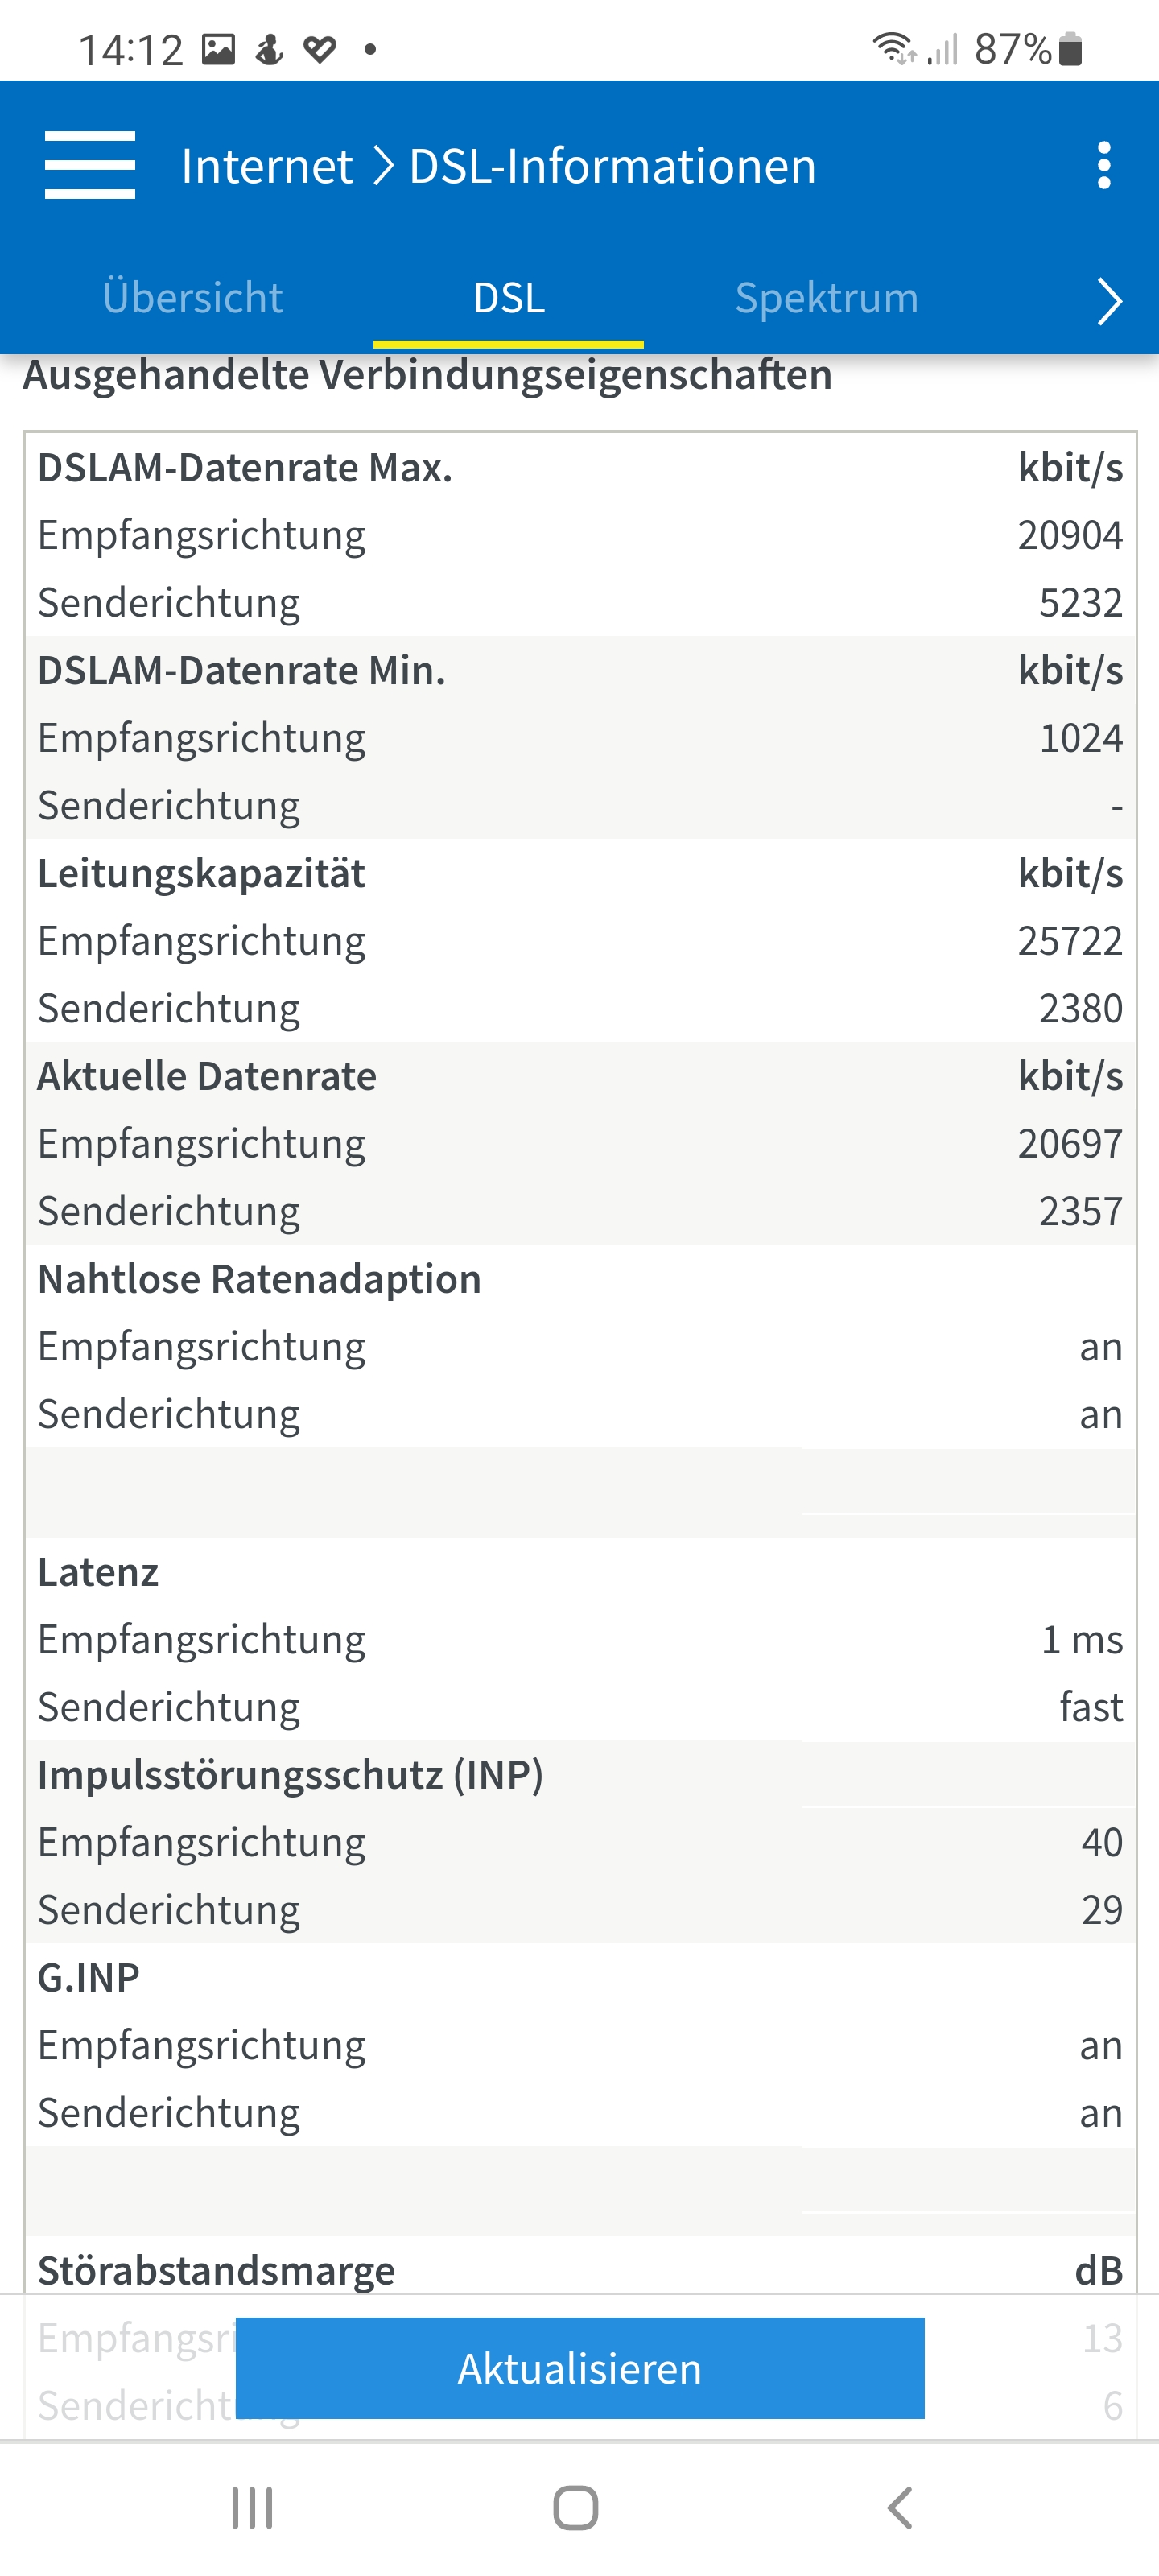 14:12 87%
Internet > DSL-Informationen
Übersicht DSL Spektrum
Ausgehandelte Verbindungseigenschaften
DSLAM-Datenrate Max. kbit/s
Empfangsrichtung 20904
Senderichtung 5232
DSLAM-Datenrate Min. kbit/s
Empfangsrichtung 1024
Senderichtung -
Leitungskapazität kbit/s
Empfangsrichtung 25722
Senderichtung 2380
Aktuelle Datenrate kbit/s
Empfangsrichtung 20697
Senderichtung 2357
Nahtlose Ratenadaption
Empfangsrichtung an
Senderichtung an
Latenz
Empfangsrichtung 1 ms
Senderichtung fast
Impulsstörungsschutz (INP)
Empfangsrichtung 40
Senderichtung 29
G.INP
Empfangsrichtung an
Senderichtung an
Störabstandsmarge dB
Empfangsri 13
Aktualisieren
Senderichtung 6